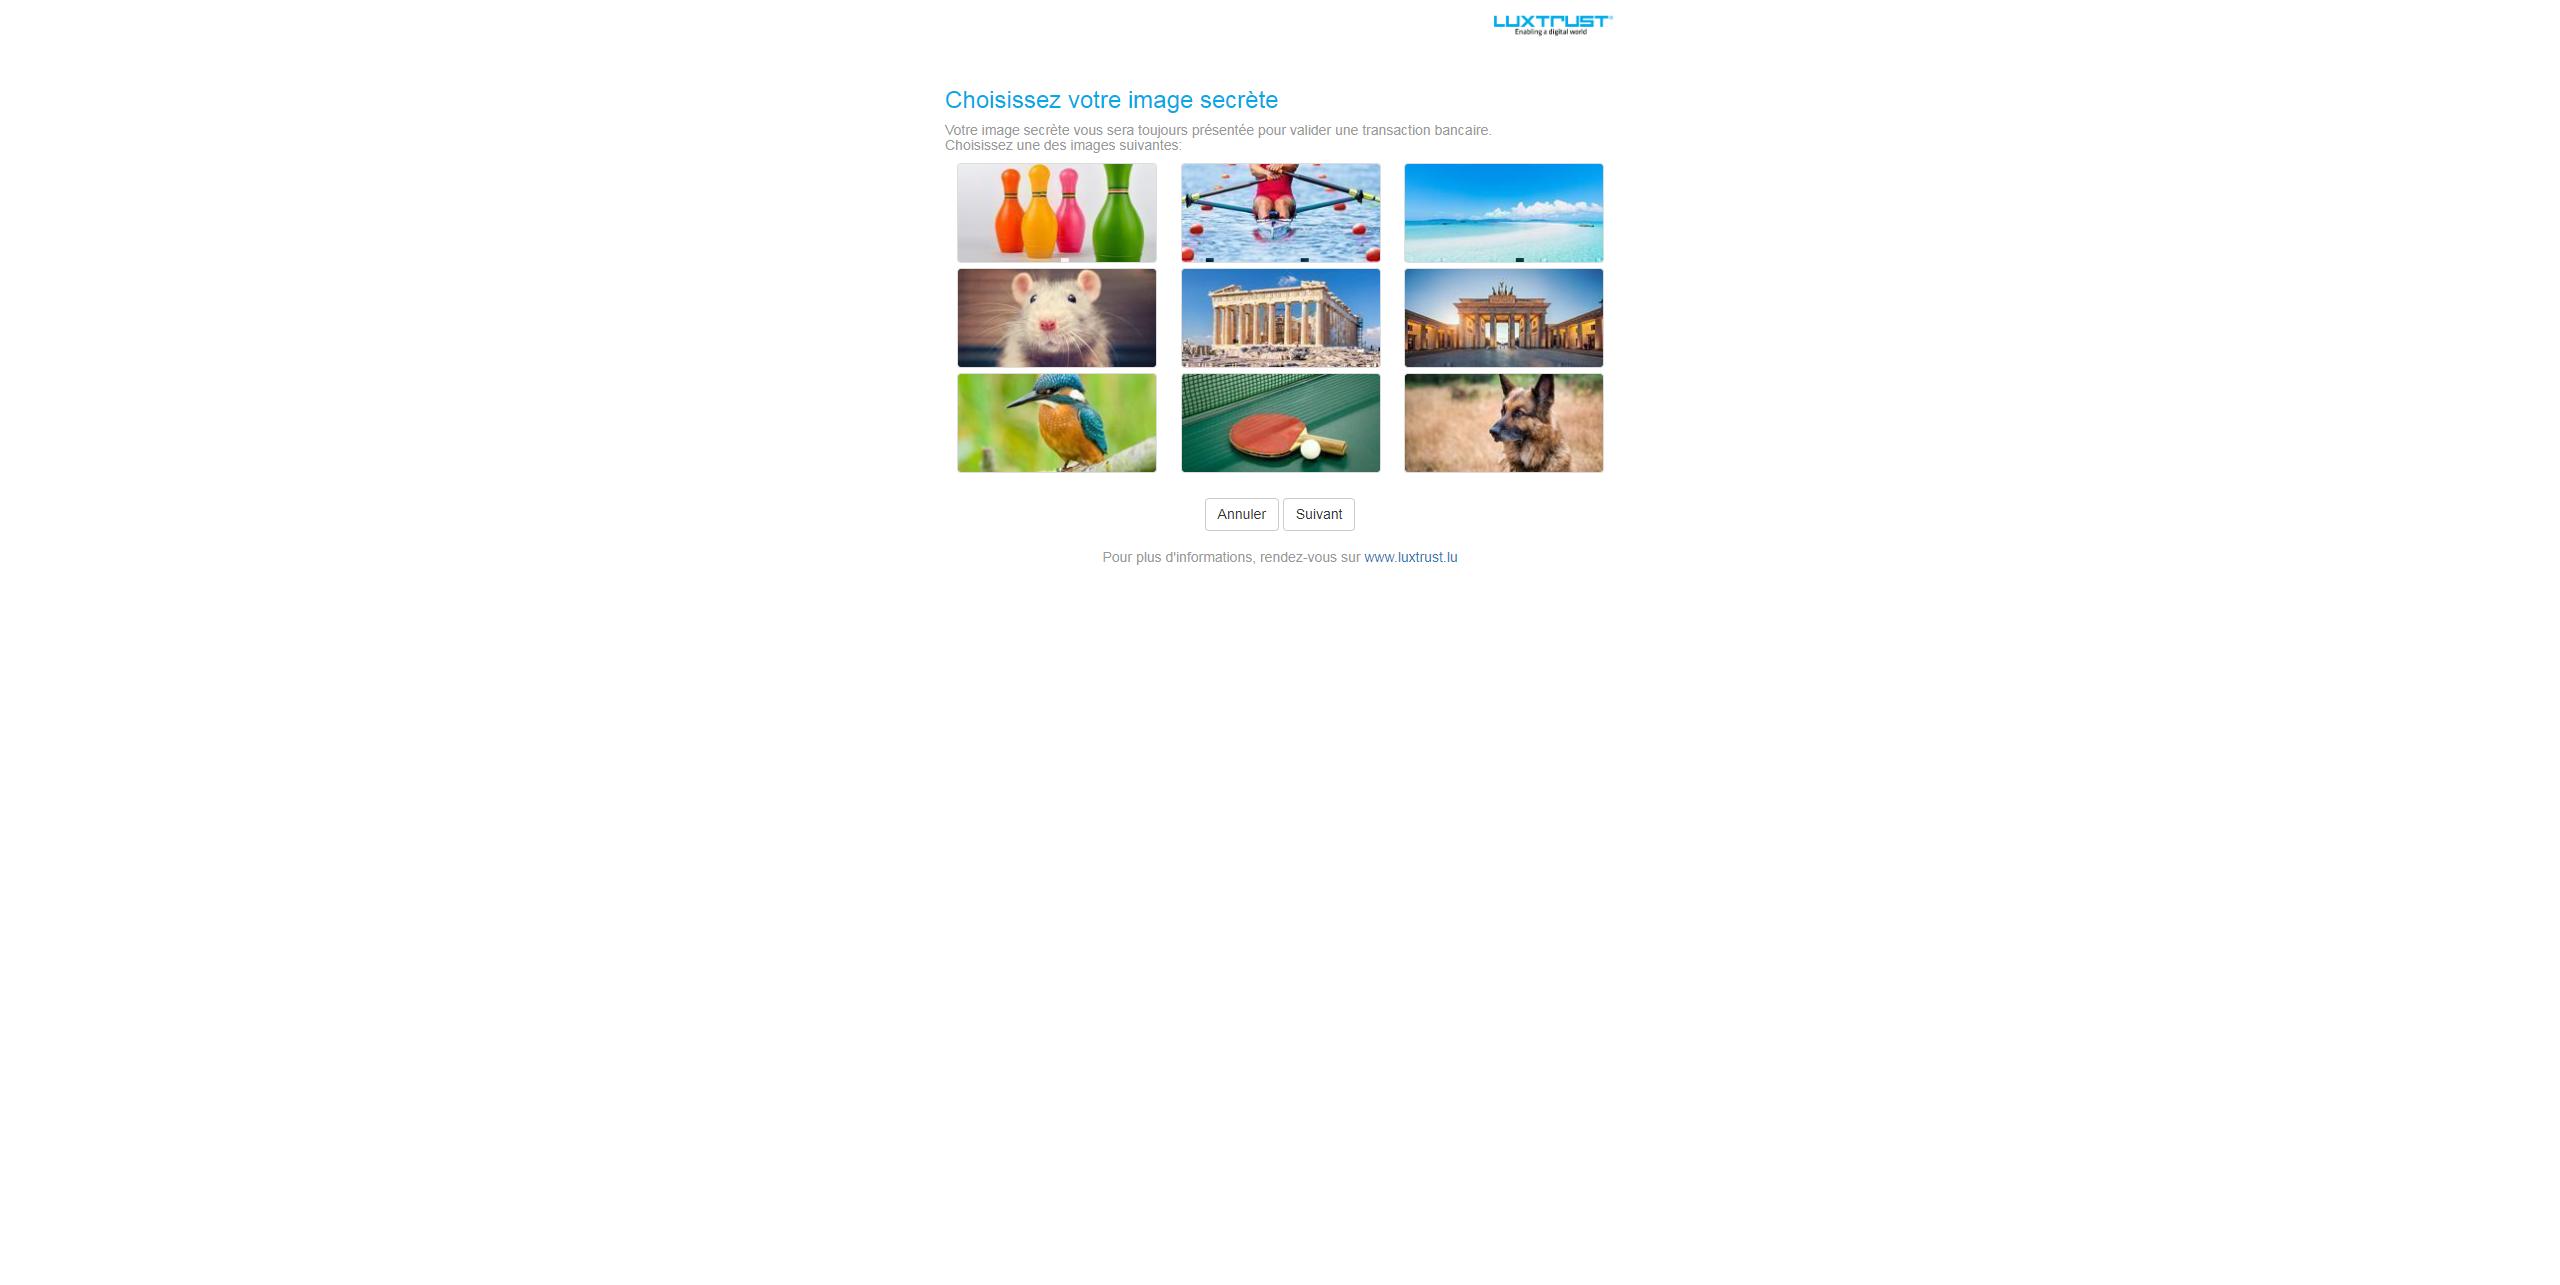 LUXTRUST
Enabling a digital world
Choisissez votre image secrète
Votre image secrète vous sera toujours présentée pour valider une transaction bancaire.
Choisissez une des images suivantes:
Annuler Suivant
Pour plus d'informations, rendez-vous sur www.luxtrust.lu